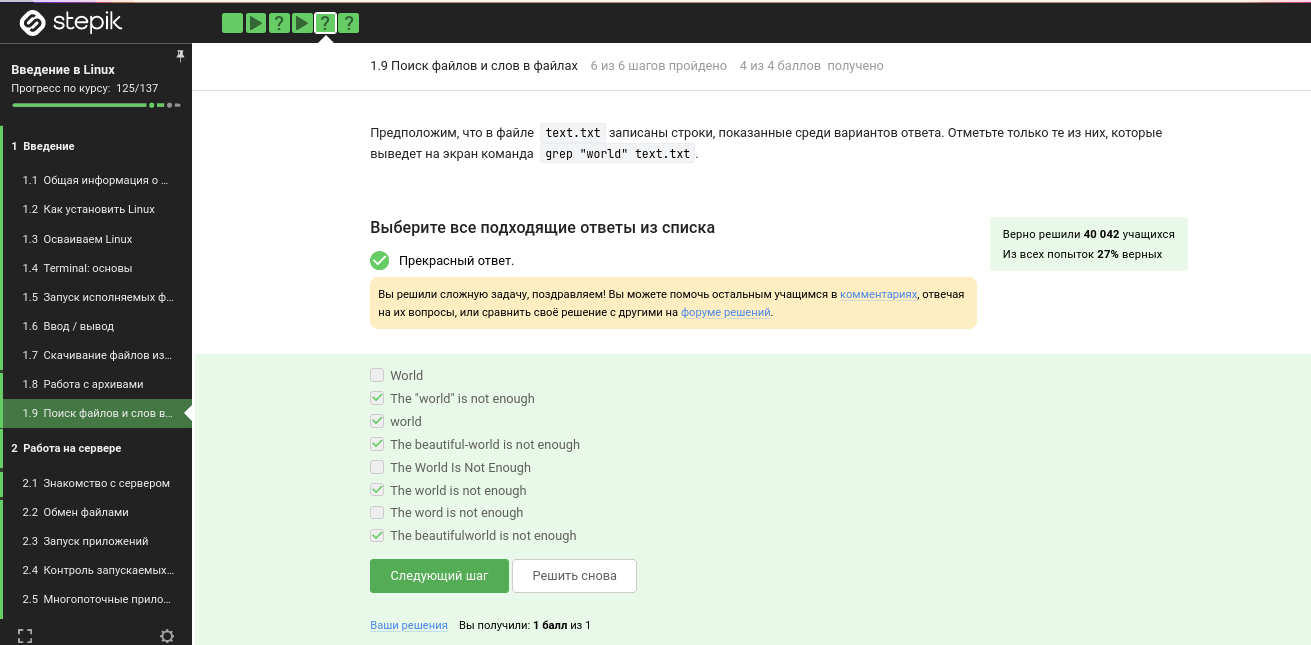 stepik
? ? ?
Введение в Linux
Прогресс по курсу: 125/137
1 Введение
1.1 Общая информация о ...
1.2 Как установить Linux
1.3 Осваиваем Linux
1.4 Terminal: основы
1.5 Запуск исполняемых ф...
1.6 Ввод / вывод
1.7 Скачивание файлов из...
1.8 Работа с архивами
1.9 Поиск файлов и слов в...
2 Работа на сервере
2.1 Знакомство с сервером
2.2 Обмен файлами
2.3 Запуск приложений
2.4 Контроль запускаемых...
2.5 Многопоточные прило...
1.9 Поиск файлов и слов в файлах 6 из 6 шагов пройдено 4 из 4 баллов получено
Предположим, что в файле text.txt записаны строки, показанные среди вариантов ответа. Отметьте только те из них, которые
выведет на экран команда grep "world" text.txt.
Выберите все подходящие ответы из списка
Верно решили 40 042 учащихся
Из всех попыток 27% верных
Прекрасный ответ.
Вы решили сложную задачу, поздравляем! Вы можете помочь остальным учащимся в комментариях, отвечая
на их вопросы, или сравнить своё решение с другими на форуме решений.
World
The "world" is not enough
world
The beautiful-world is not enough
The World Is Not Enough
The world is not enough
The word is not enough
The beautifulworld is not enough
Следующий шаг Решить снова
Ваши решения Вы получили: 1 балл из 1